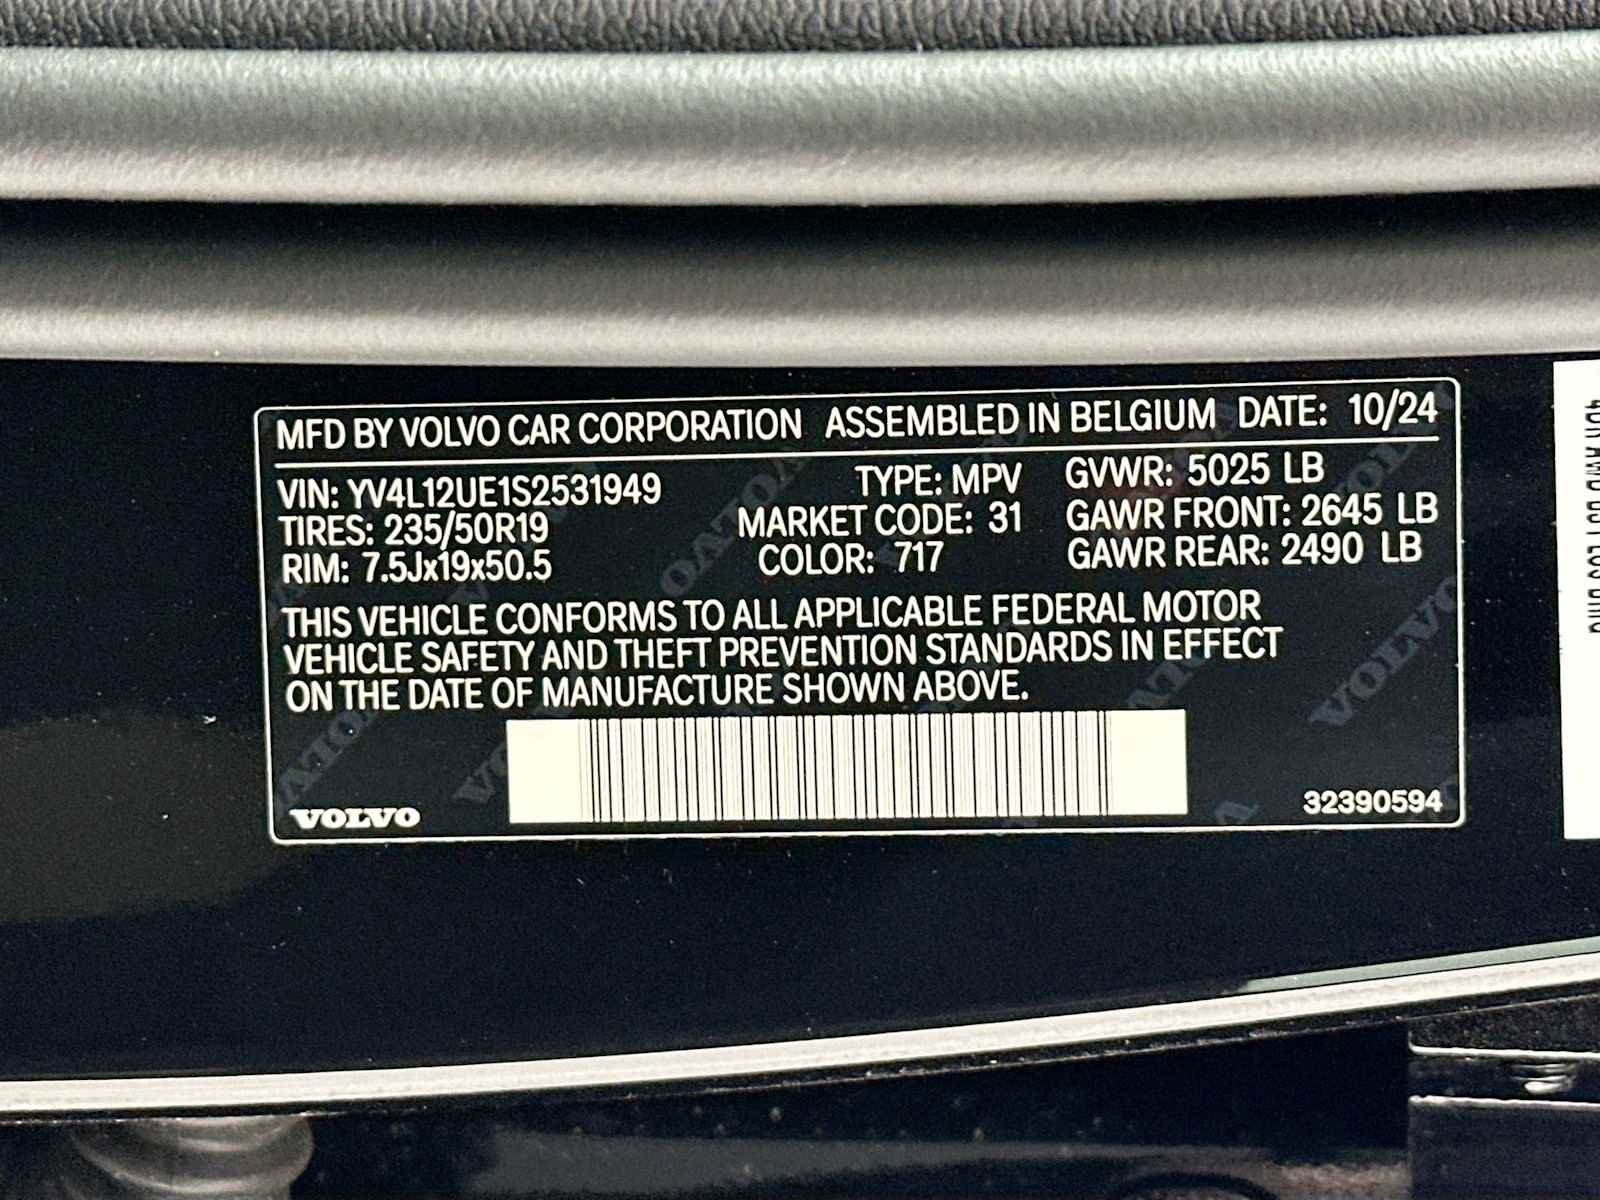 MFD BY VOLVO CAR CORPORATION ASSEMBLED IN BELGIUM DATE: 10/24
VIN: YV4L12UE1S2531949 TYPE: MPV GVWR: 5025 LB
TIRES: 235/50R19 MARKET CODE: 31 GAWR FRONT: 2645 LB
RIM: 7.5Jx19x50.5 COLOR: 717 GAWR REAR: 2490 LB
THIS VEHICLE CONFORMS TO ALL APPLICABLE FEDERAL MOTOR
VEHICLE SAFETY AND THEFT PREVENTION STANDARDS IN EFFECT
ON THE DATE OF MANUFACTURE SHOWN ABOVE.
VOLVO 32390594